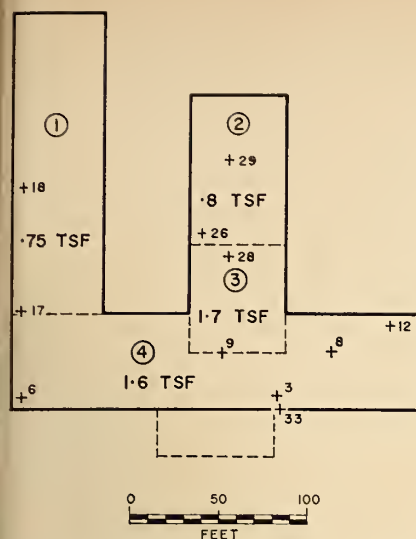 ①
②
+29
+18
.8 TSF
.75 TSF
+26
+28
③
+17
1.7 TSF
+12
④
+9
+8
1.6 TSF
+6
+3
+33
0 50 100
FEET